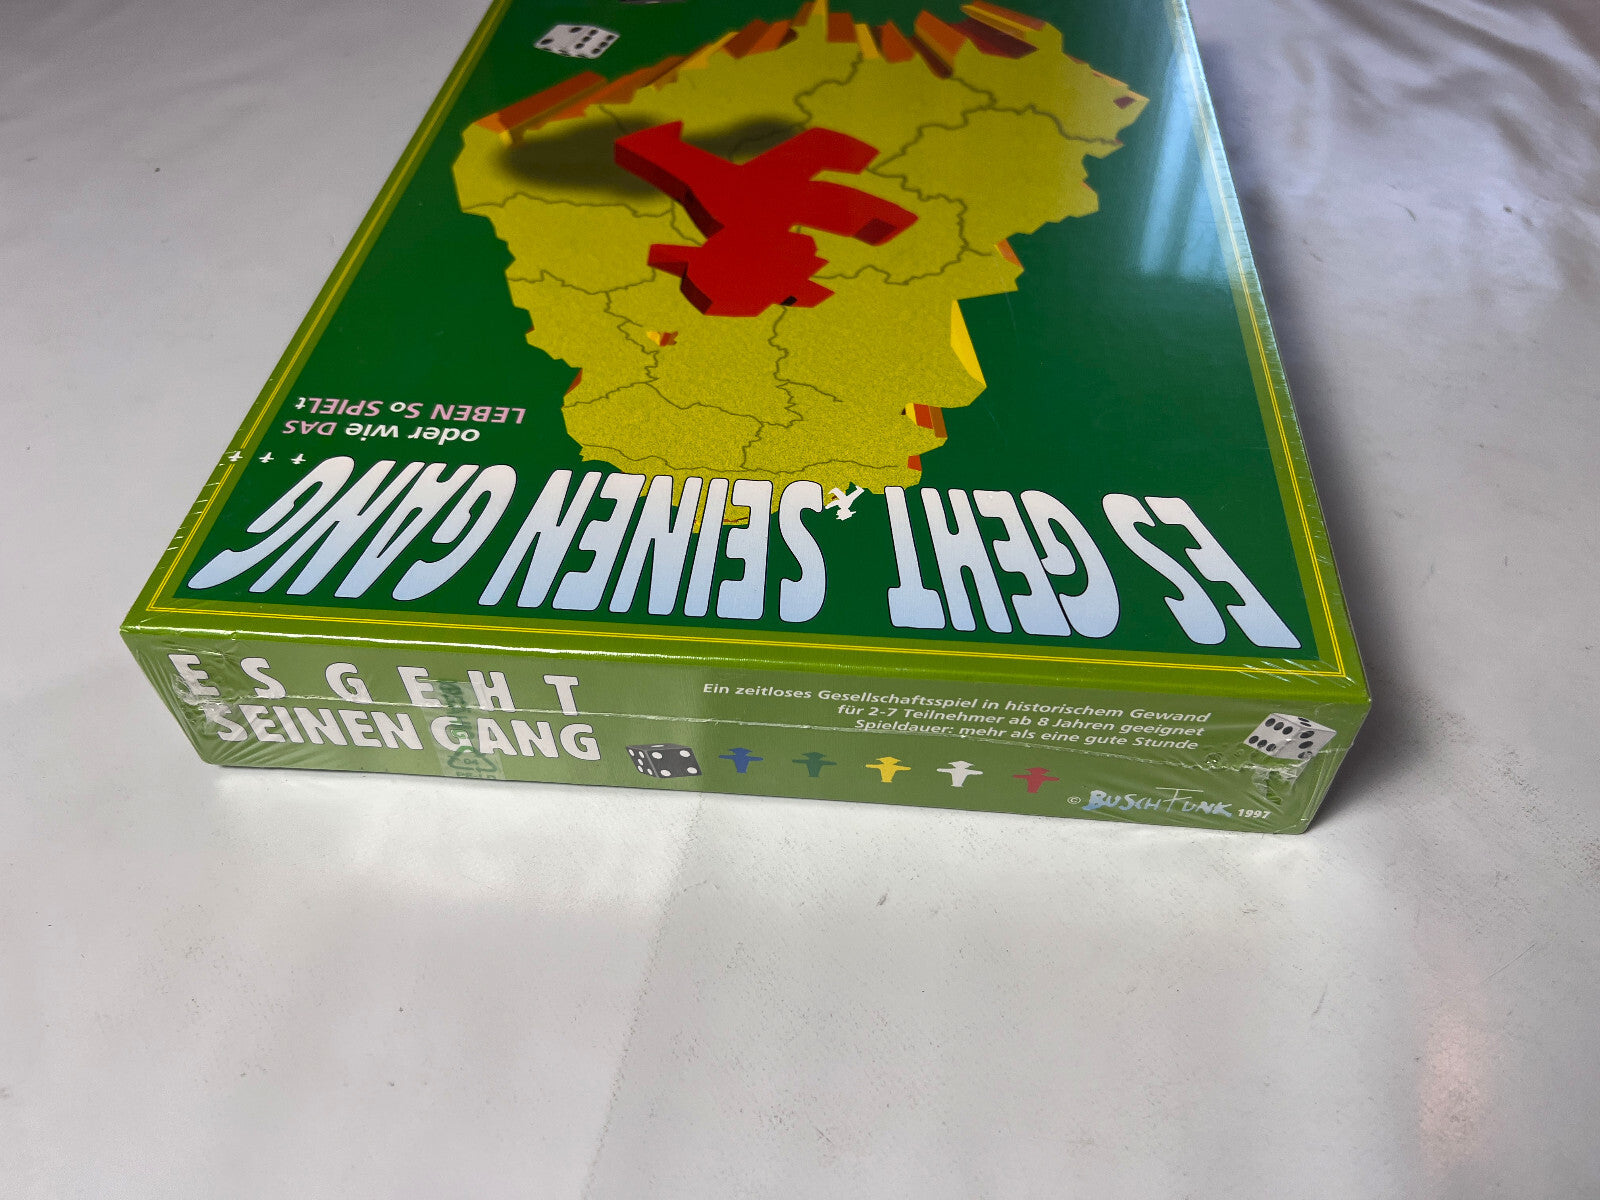 oder wie DAS
LEBEN So SPIELt
ES GEHT SEINEN GANG
ES GEHT
SEINEN GANG
Ein zeitloses Gesellschaftsspiel in historischem Gewand
für 2-7 Teilnehmer ab 8 Jahren geeignet
Spieldauer: mehr als eine gute Stunde
© BUSCHFUNK 1997